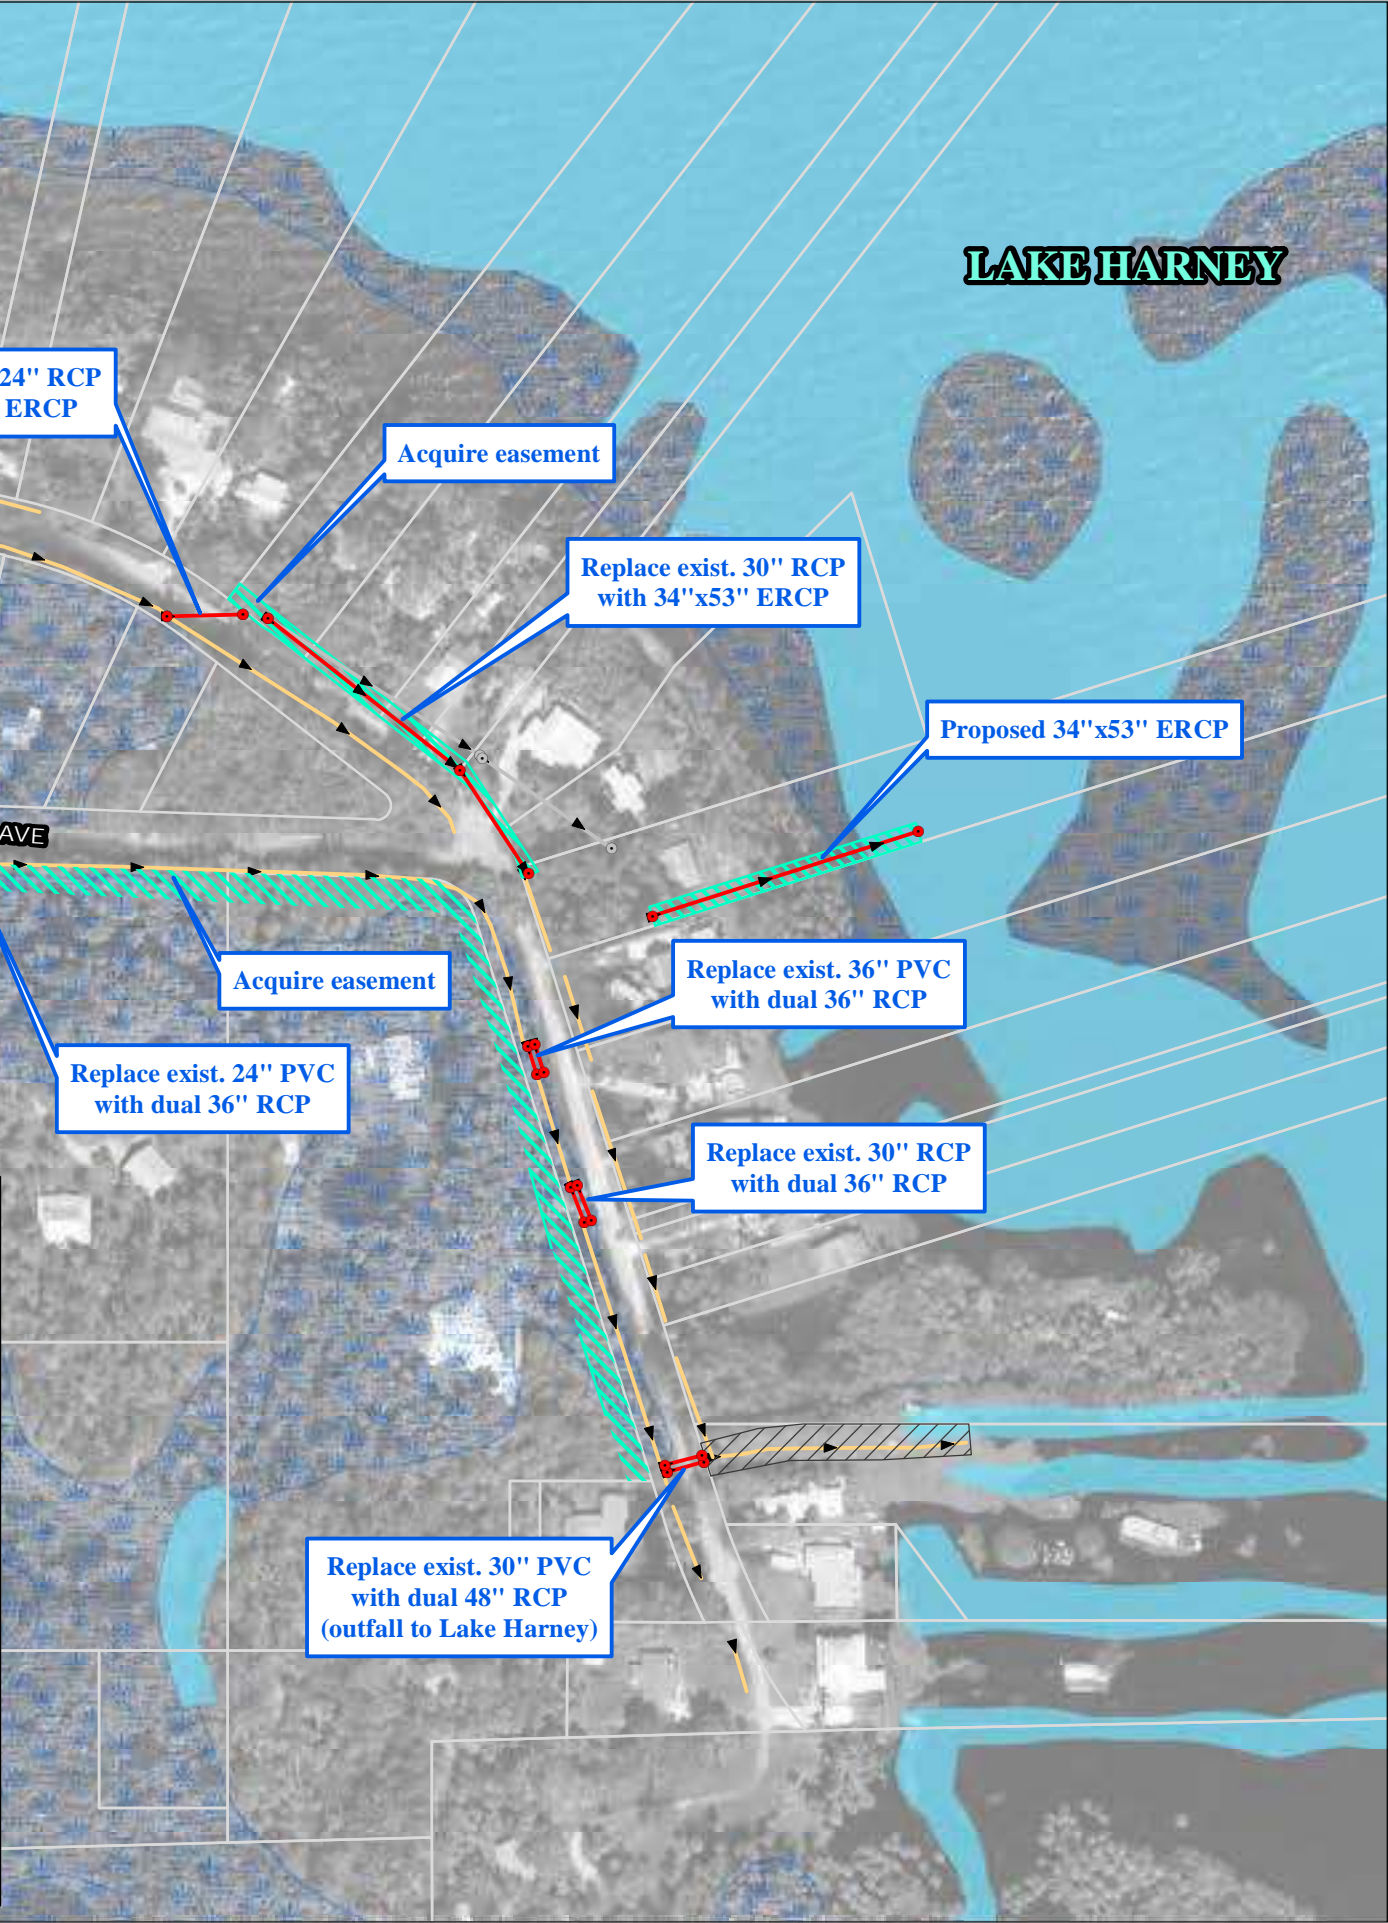 LAKE HARNEY
24" RCP
ERCP
Acquire easement
Replace exist. 30" RCP
with 34"x53" ERCP
Proposed 34"x53" ERCP
AVE
Acquire easement
Replace exist. 36" PVC
with dual 36" RCP
Replace exist. 24" PVC
with dual 36" RCP
Replace exist. 30" RCP
with dual 36" RCP
Replace exist. 30" PVC
with dual 48" RCP
(outfall to Lake Harney)